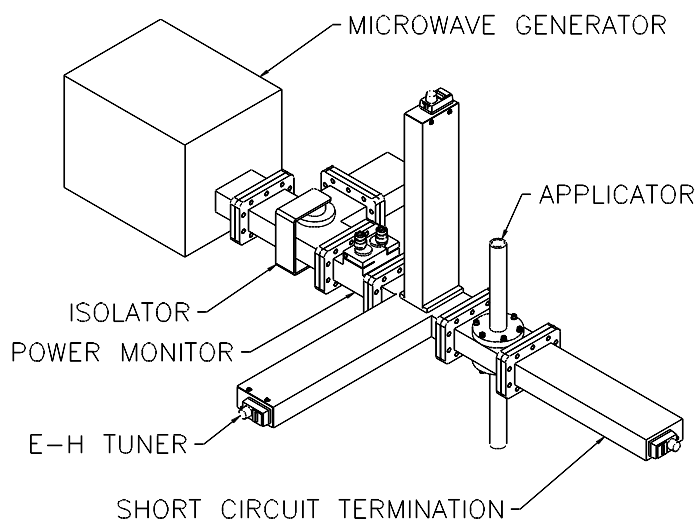 MICROWAVE GENERATOR
APPLICATOR
ISOLATOR
POWER MONITOR
E-H TUNER
SHORT CIRCUIT TERMINATION